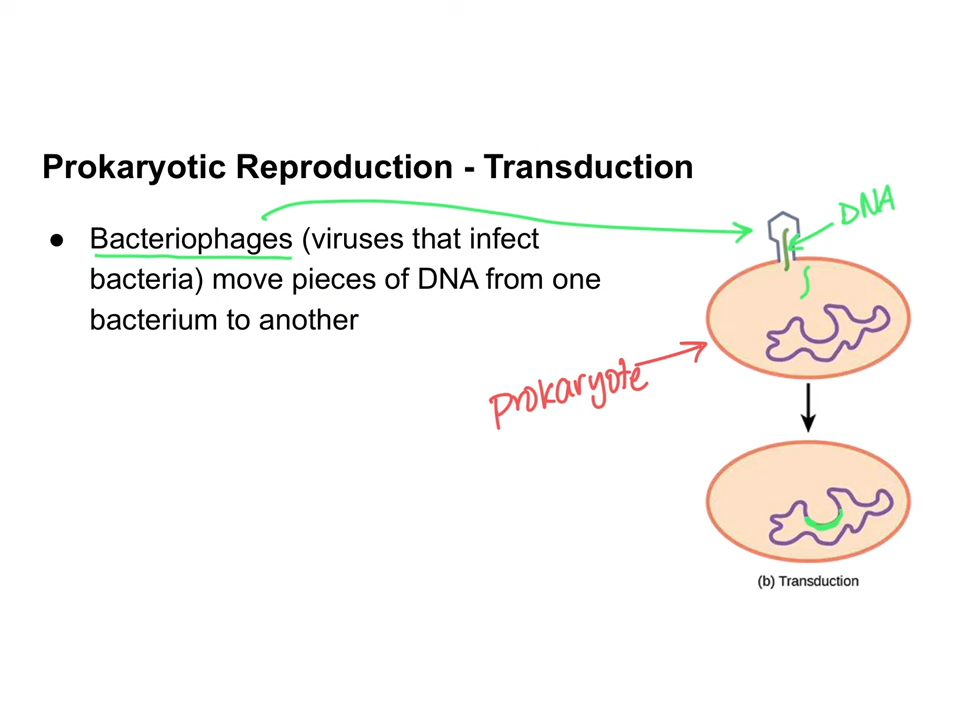 Prokaryotic Reproduction - Transduction
● Bacteriophages (viruses that infect
bacteria) move pieces of DNA from one
bacterium to another
DNA
prokaryote
(b) Transduction